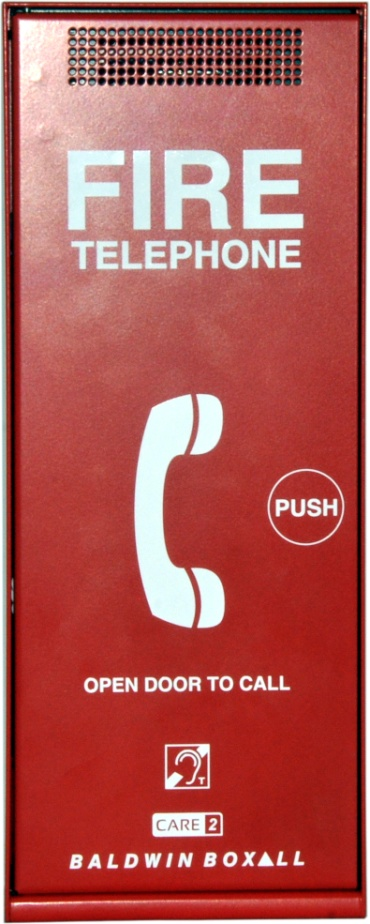 FIRE
TELEPHONE
PUSH
OPEN DOOR TO CALL
T
CARE 2
BALDWIN BOXALL